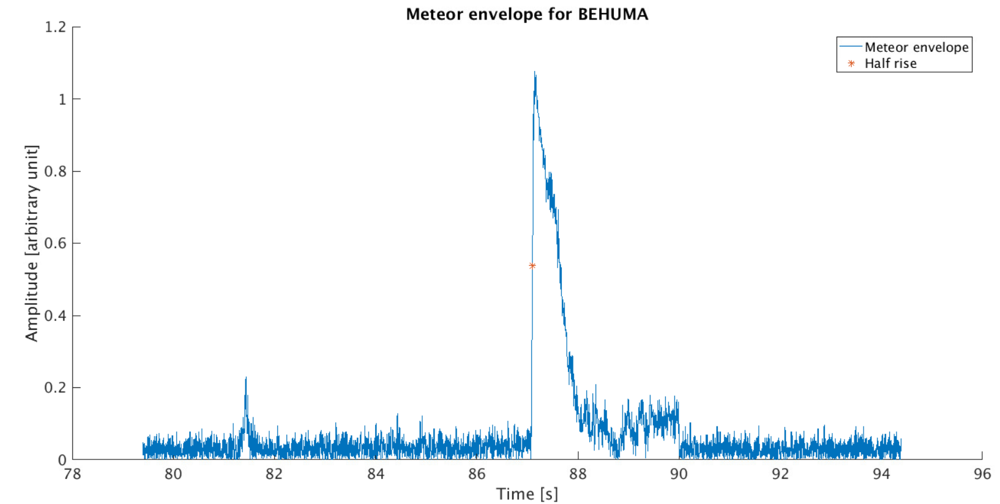 Meteor envelope for BEHUMA
Meteor envelope
Half rise
Amplitude [arbitrary unit]
1.2
1
0.8
0.6
0.4
0.2
0
78 80 82 84 86 88 90 92 94 96
Time [s]